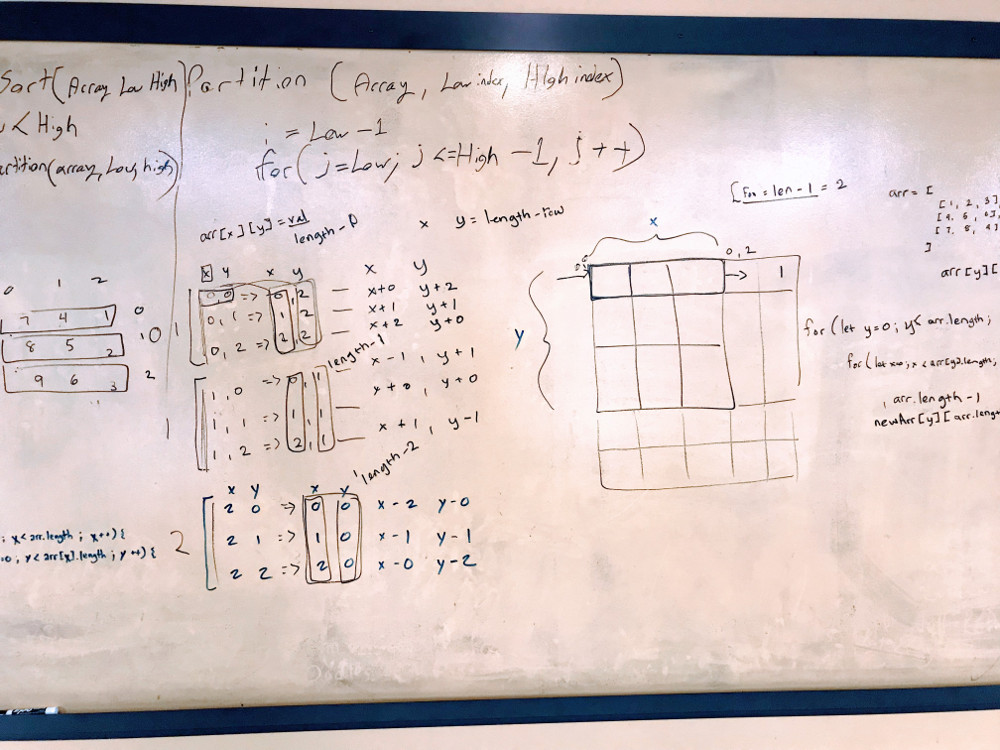 Sort(Array Low High)
< High
artition(array, Low, high)
Partition (Array, Low index, High index)
i = Low -1
for( j=Low; j <=High -1, j ++)
arr[x][y]=val
length-0
x y = length-row
0 1 2
7 4 1 0
8 5 2
9 6 3 2
x y x y x y
0,0 => 0,2 — x+0 y+2
0, 1 => 1 2 — x+1 y+1
0, 2 => 2,2 — x+2 y+0
1
length-1
1, 0 => 0, 1 x-1, y+1
1, 1 => 1 1 x+0, y+0
1, 2 => 2, 1 x+1, y-1
1
length-2
x y x y
2 0 => 0 0 x-2 y-0
2 1 => 1 0 x-1 y-1
2 2 => 2 0 x-0 y-2
2
; x<arr.length ; x++) {
=0 ; y<arr[x].length ; y++) {
= len-1 = 2
x
0,2
1
y
arr = [
[1, 2, 3],
[4, 5, 6],
[7, 8, 9]
]
arr[y][
for (let y=0; y< arr.length;
for (let x=0; x < arr[y].length;
arr.length-1
newArr[y][arr.leng